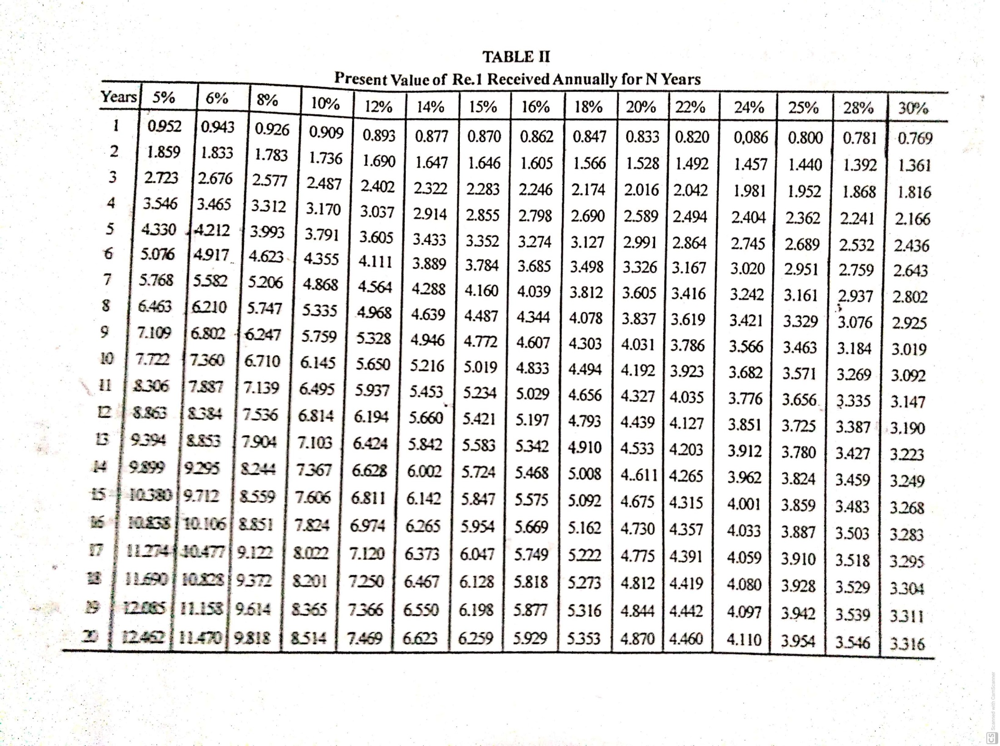 TABLE II
Present Value of Re.1 Received Annually for N Years
Years 5% 6% 8% 10% 12% 14% 15% 16% 18% 20% 22% 24% 25% 28% 30%
1 0.952 0.943 0.926 0.909 0.893 0.877 0.870 0.862 0.847 0.833 0.820 0,086 0.800 0.781 0.769
2 1.859 1.833 1.783 1.736 1.690 1.647 1.646 1.605 1.566 1.528 1.492 1.457 1.440 1.392 1.361
3 2.723 2.676 2.577 2.487 2.402 2.322 2.283 2.246 2.174 2.016 2.042 1.981 1.952 1.868 1.816
4 3.546 3.465 3.312 3.170 3.037 2.914 2.855 2.798 2.690 2.589 2.494 2.404 2.362 2.241 2.166
5 4.330 4.212 3.993 3.791 3.605 3.433 3.352 3.274 3.127 2.991 2.864 2.745 2.689 2.532 2.436
6 5.076 4.917 4.623 4.355 4.111 3.889 3.784 3.685 3.498 3.326 3.167 3.020 2.951 2.759 2.643
7 5.768 5.582 5.206 4.868 4.564 4.288 4.160 4.039 3.812 3.605 3.416 3.242 3.161 2.937 2.802
8 6.463 6.210 5.747 5.335 4.968 4.639 4.487 4.344 4.078 3.837 3.619 3.421 3.329 3.076 2.925
9 7.109 6.802 6.247 5.759 5.328 4.946 4.772 4.607 4.303 4.031 3.786 3.566 3.463 3.184 3.019
10 7.722 7.360 6.710 6.145 5.650 5.216 5.019 4.833 4.494 4.192 3.923 3.682 3.571 3.269 3.092
11 8.306 7.887 7.139 6.495 5.937 5.453 5.234 5.029 4.656 4.327 4.035 3.776 3.656 3.335 3.147
12 8.863 8.384 7.536 6.814 6.194 5.660 5.421 5.197 4.793 4.439 4.127 3.851 3.725 3.387 3.190
13 9.394 8.853 7.904 7.103 6.424 5.842 5.583 5.342 4.910 4.533 4.203 3.912 3.780 3.427 3.223
14 9.899 9.295 8.244 7.367 6.628 6.002 5.724 5.468 5.008 4..611 4.265 3.962 3.824 3.459 3.249
15 10.380 9.712 8.559 7.606 6.811 6.142 5.847 5.575 5.092 4.675 4.315 4.001 3.859 3.483 3.268
16 10.838 10.106 8.851 7.824 6.974 6.265 5.954 5.669 5.162 4.730 4.357 4.033 3.887 3.503 3.283
17 11.274 10.477 9.122 8.022 7.120 6.373 6.047 5.749 5.222 4.775 4.391 4.059 3.910 3.518 3.295
18 11.690 10.828 9.372 8.201 7.250 6.467 6.128 5.818 5.273 4.812 4.419 4.080 3.928 3.529 3.304
19 12.085 11.158 9.614 8.365 7.366 6.550 6.198 5.877 5.316 4.844 4.442 4.097 3.942 3.539 3.311
20 12.462 11.470 9.818 8.514 7.469 6.623 6.259 5.929 5.353 4.870 4.460 4.110 3.954 3.546 3.316
CS Scanned with CamScanner